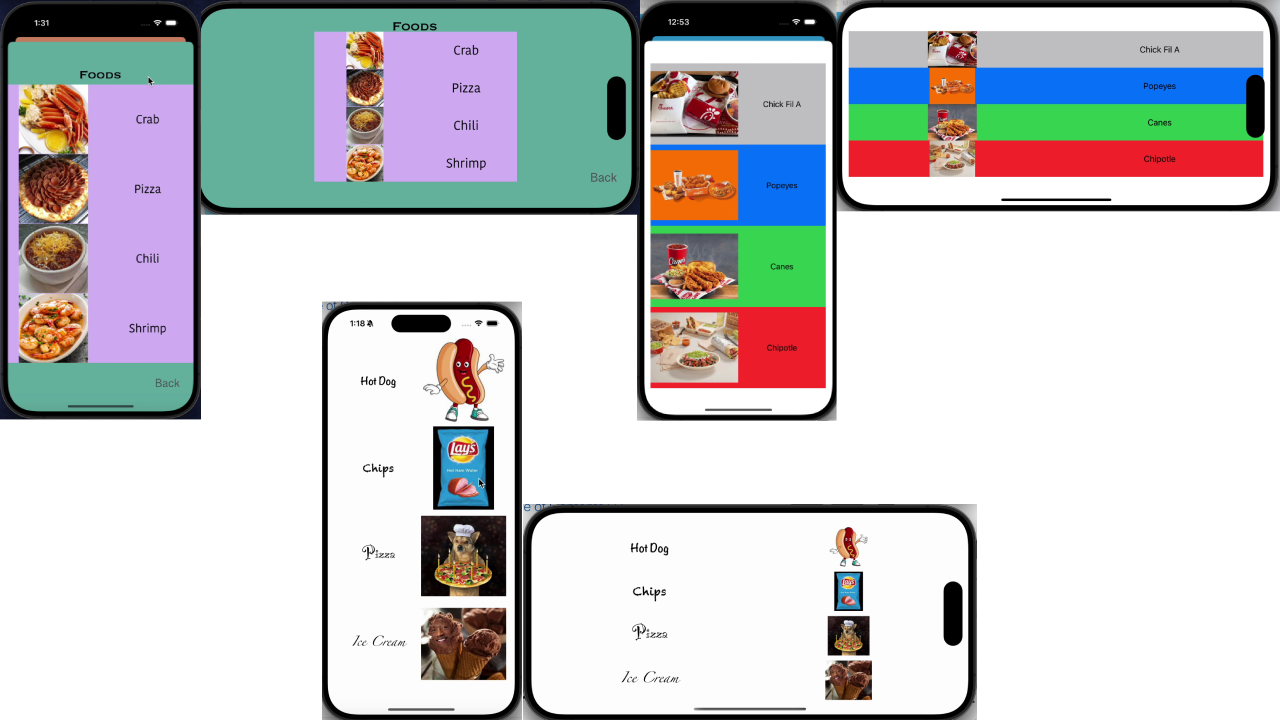 1:31
Foods
Crab
Pizza
Chili
Shrimp
Back
Foods
Crab
Pizza
Chili
Shrimp
Back
12:53
Chick Fil A
Popeyes
Canes
Chipotle
Chick Fil A
Popeyes
Canes
Chipotle
1:18
Hot Dog
Lay's
Chips
Pizza
Ice Cream
Hot Dog
Chips
Pizza
Ice Cream